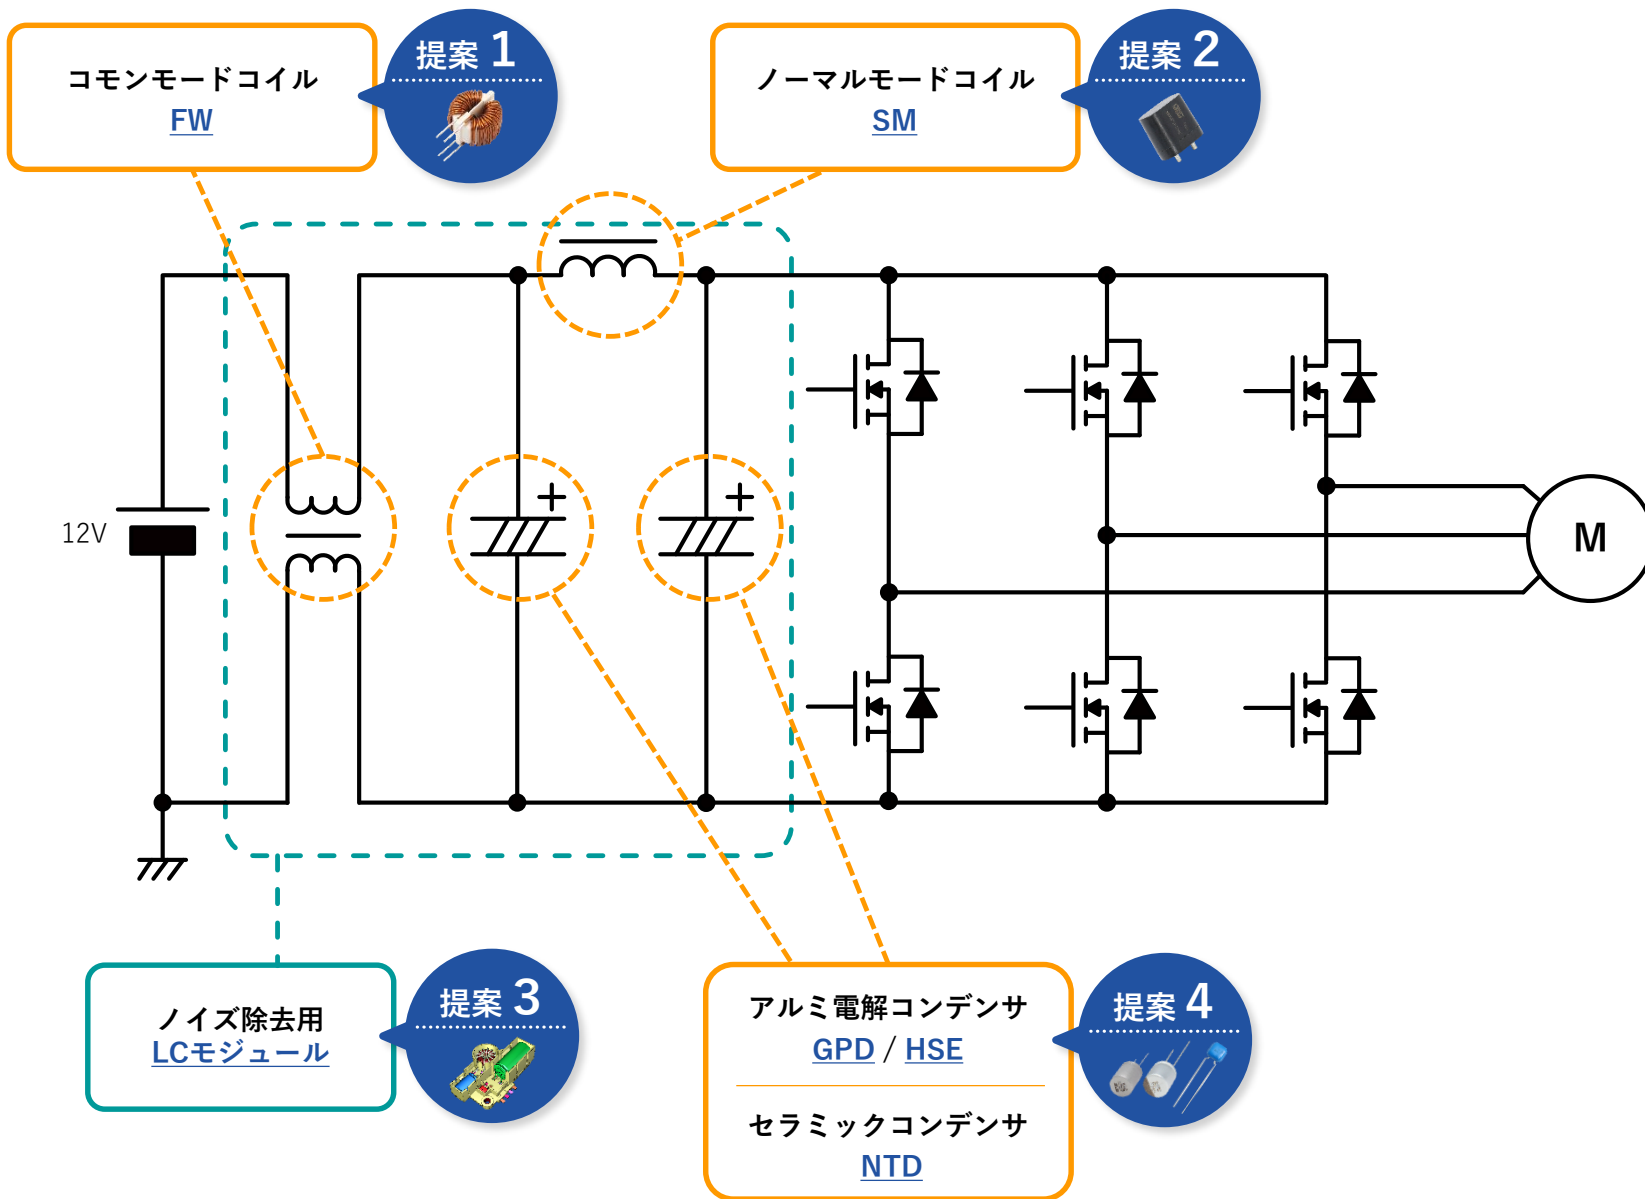 コモンモードコイル
FW
提案 1
ノーマルモードコイル
SM
提案 2
+
+
12V
M
ノイズ除去用
LCモジュール
提案 3
アルミ電解コンデンサ
GPD / HSE
セラミックコンデンサ
NTD
提案 4